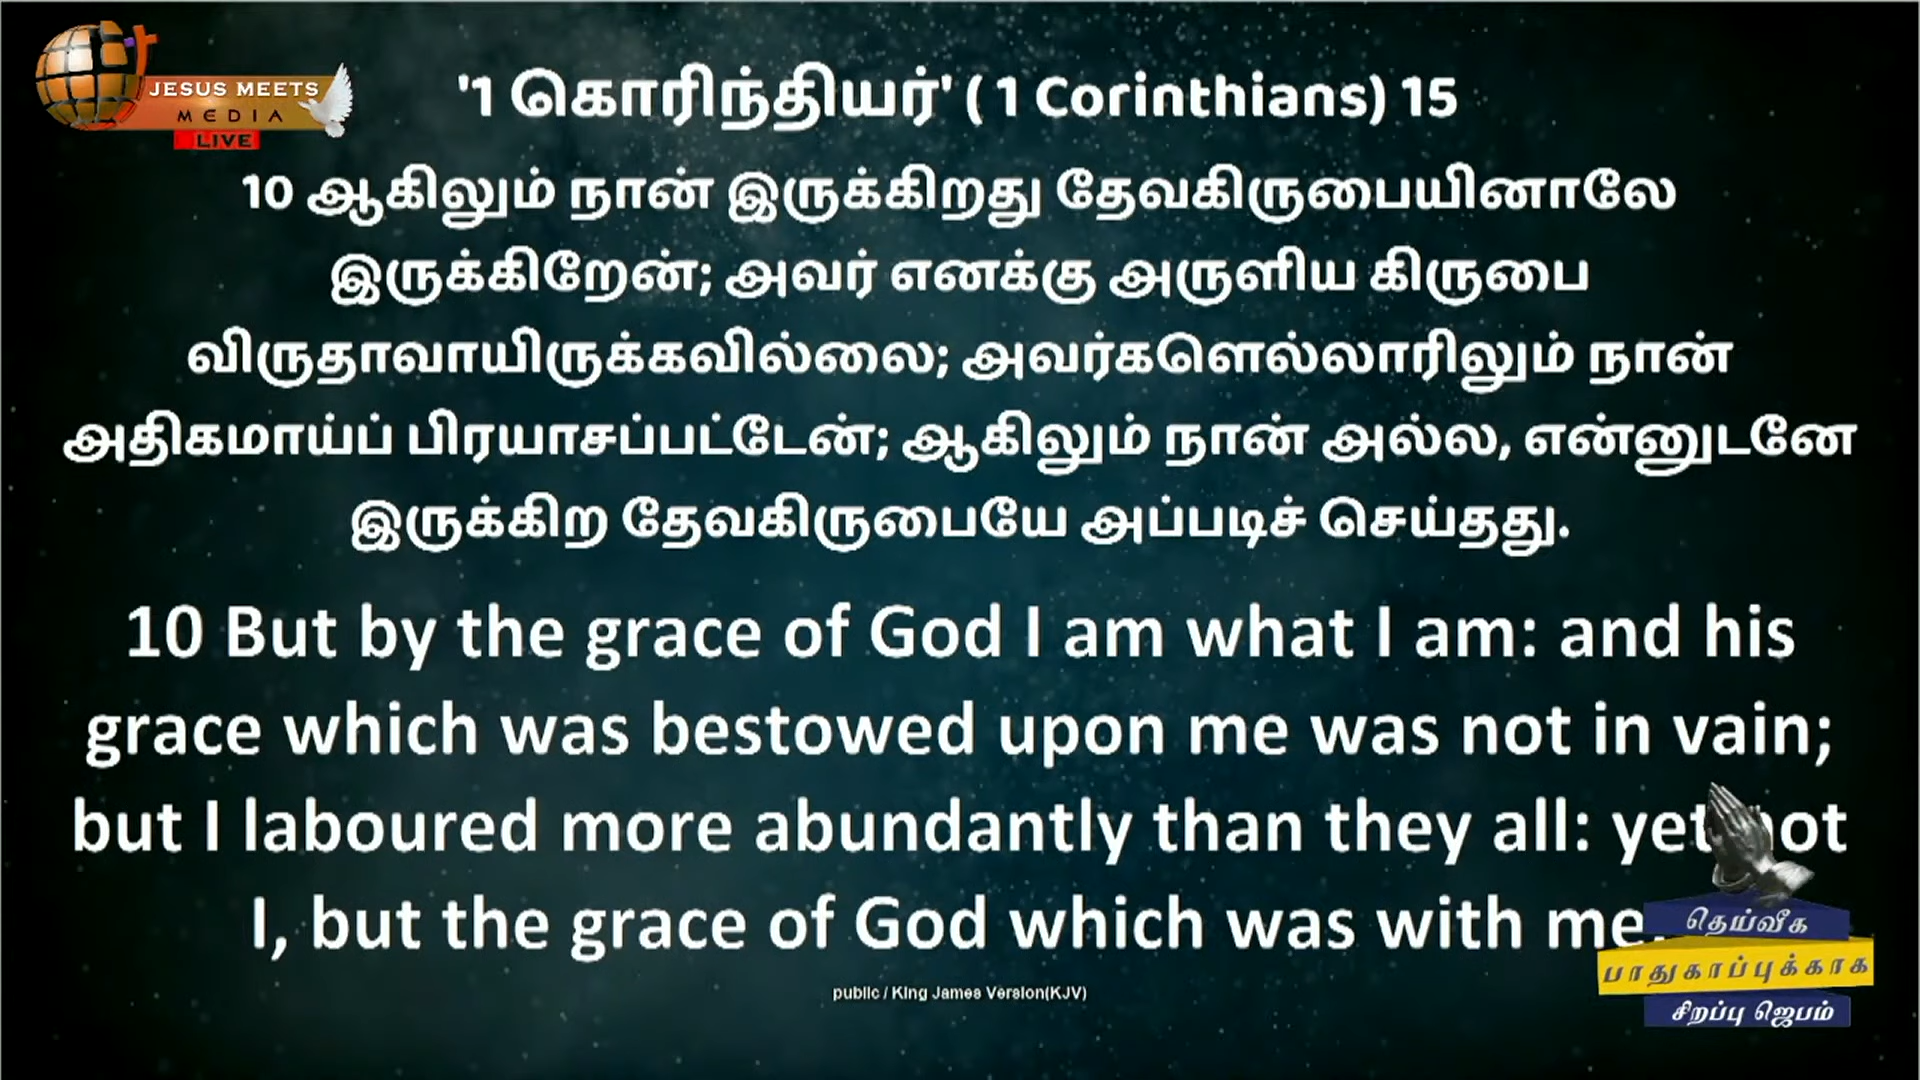 JESUS MEETS
MEDIA
LIVE
'1 கொரிந்தியர்' ( 1 Corinthians) 15
10 ஆகிலும் நான் இருக்கிறது தேவகிருபையினாலே
இருக்கிறேன்; அவர் எனக்கு அருளிய கிருபை
விருதாவாயிருக்கவில்லை; அவர்களெல்லாரிலும் நான்
அதிகமாய்ப் பிரயாசப்பட்டேன்; ஆகிலும் நான் அல்ல, என்னுடனே
இருக்கிற தேவகிருபையே அப்படிச் செய்தது.
10 But by the grace of God I am what I am: and his
grace which was bestowed upon me was not in vain;
but I laboured more abundantly than they all: yet not
I, but the grace of God which was with me.
public / King James Version(KJV)
தெய்வீக
பாதுகாப்புக்காக
சிறப்பு ஜெபம்